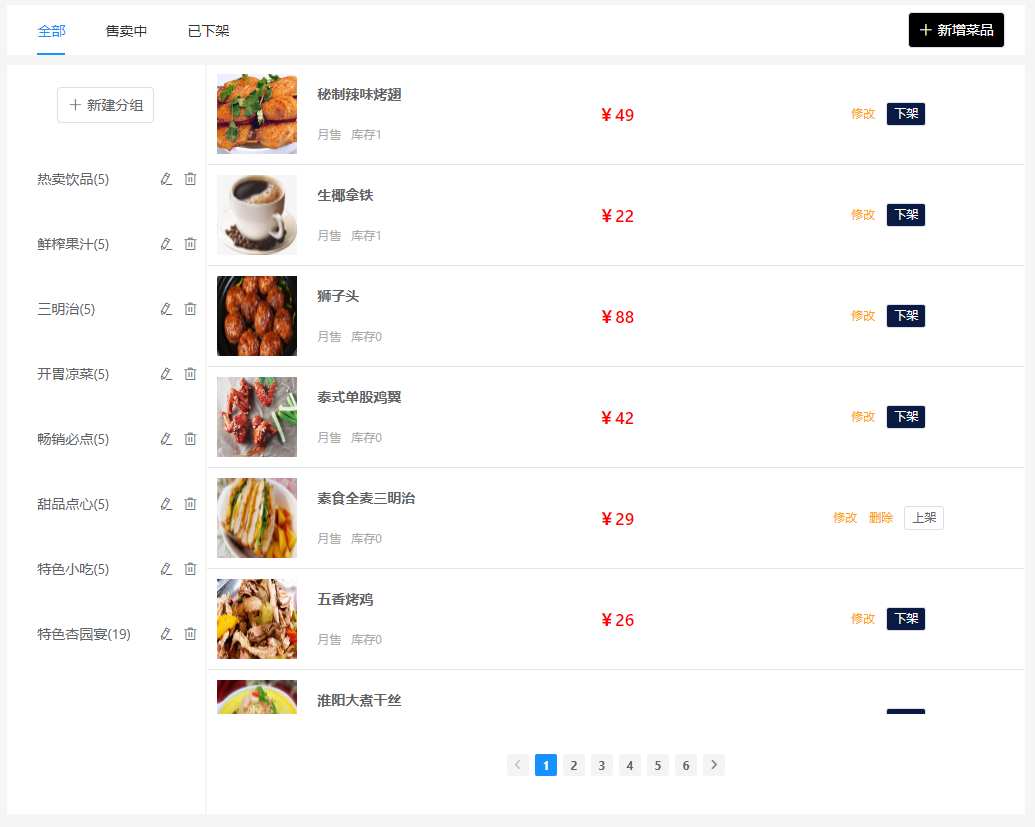 全部 售卖中 已下架
新增菜品
新建分组
热卖饮品(5)
鲜榨果汁(5)
三明治(5)
开胃凉菜(5)
畅销必点(5)
甜品点心(5)
特色小吃(5)
特色杏园宴(19)
秘制辣味烤翅
月售 库存1
¥ 49
修改 下架
生椰拿铁
月售 库存1
¥ 22
修改 下架
狮子头
月售 库存0
¥ 88
修改 下架
泰式单股鸡翼
月售 库存0
¥ 42
修改 下架
素食全麦三明治
月售 库存0
¥ 29
修改 删除 上架
五香烤鸡
月售 库存0
¥ 26
修改 下架
淮阳大煮干丝
1 2 3 4 5 6